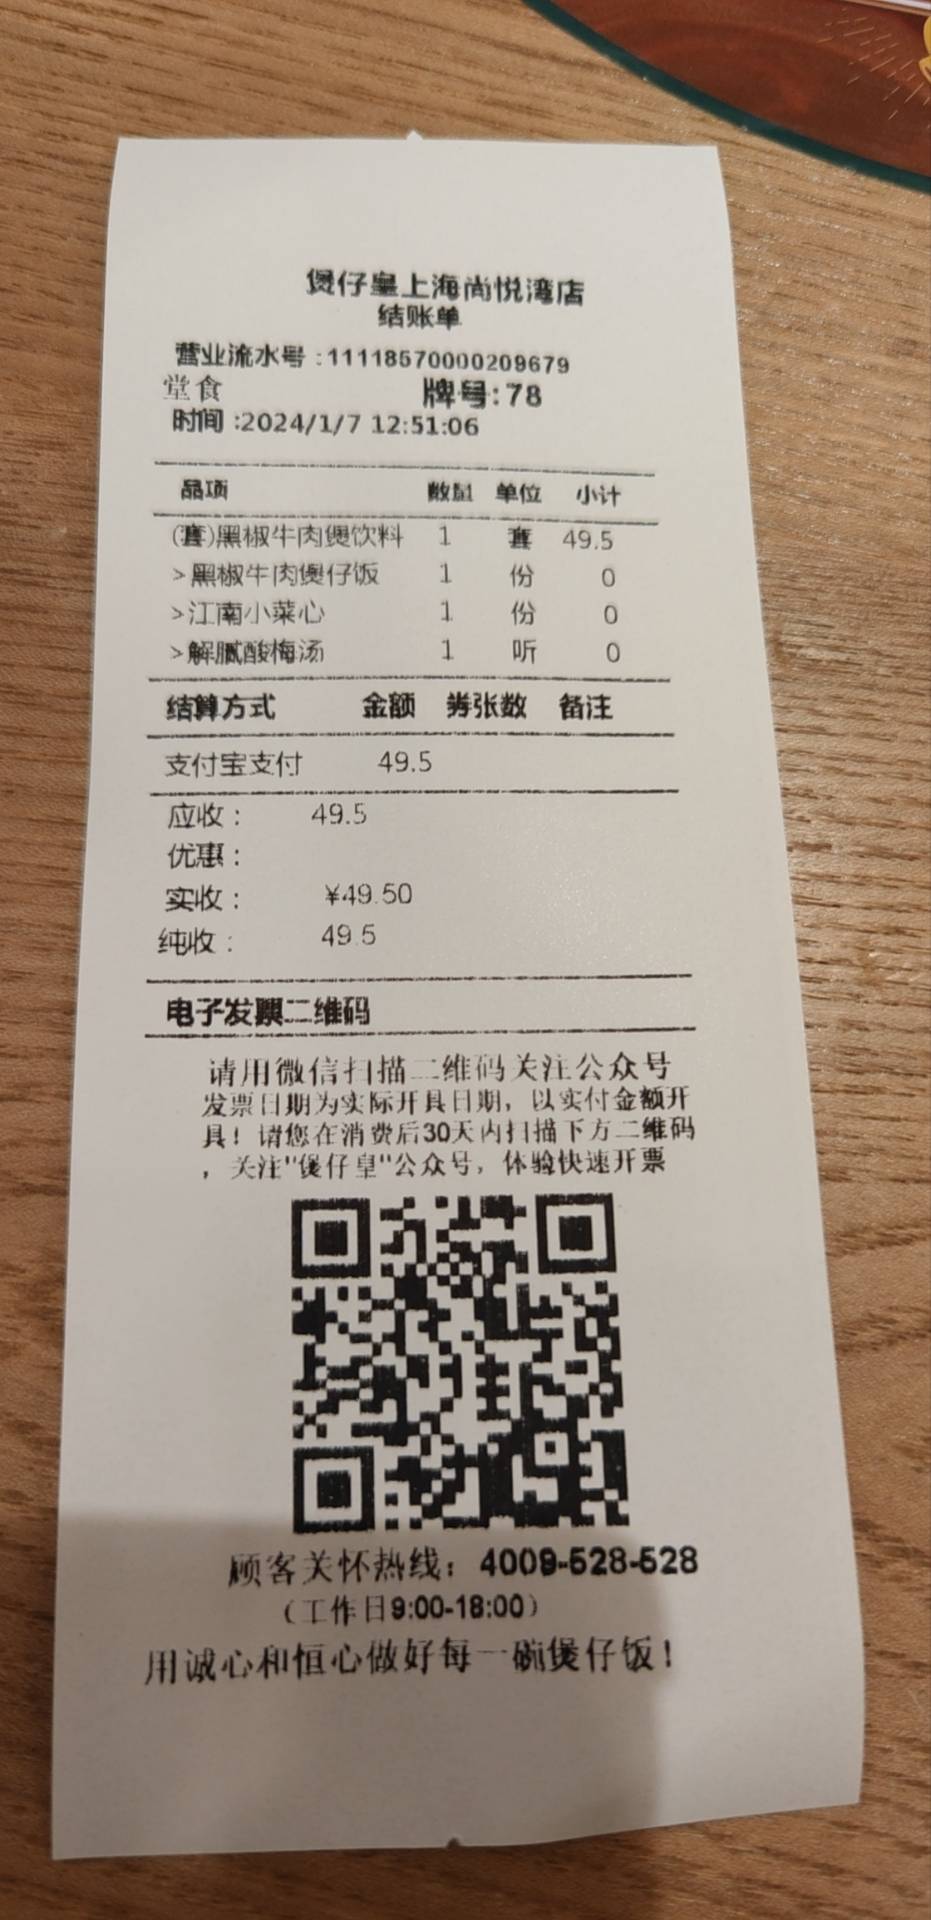 煲仔皇上海尚悦湾店
结账单
营业流水号:11118570000209679
堂食 牌号:78
时间:2024/1/7 12:51:06
品项 数量 单位 小计
(套)黑椒牛肉煲饮料 1 套 49.5
>黑椒牛肉煲仔饭 1 份 0
>江南小菜心 1 份 0
>解腻酸梅汤 1 听 0
结算方式 金额 券张数 备注
支付宝支付 49.5
应收: 49.5
优惠:
实收: ¥49.50
纯收: 49.5
电子发票二维码
请用微信扫描二维码关注公众号
发票日期为实际开具日期，以实付金额开
具！请您在消费后30天内扫描下方二维码
，关注"煲仔皇"公众号，体验快速开票
顾客关怀热线：4009-528-528
（工作日9:00-18:00）
用诚心和恒心做好每一碗煲仔饭！